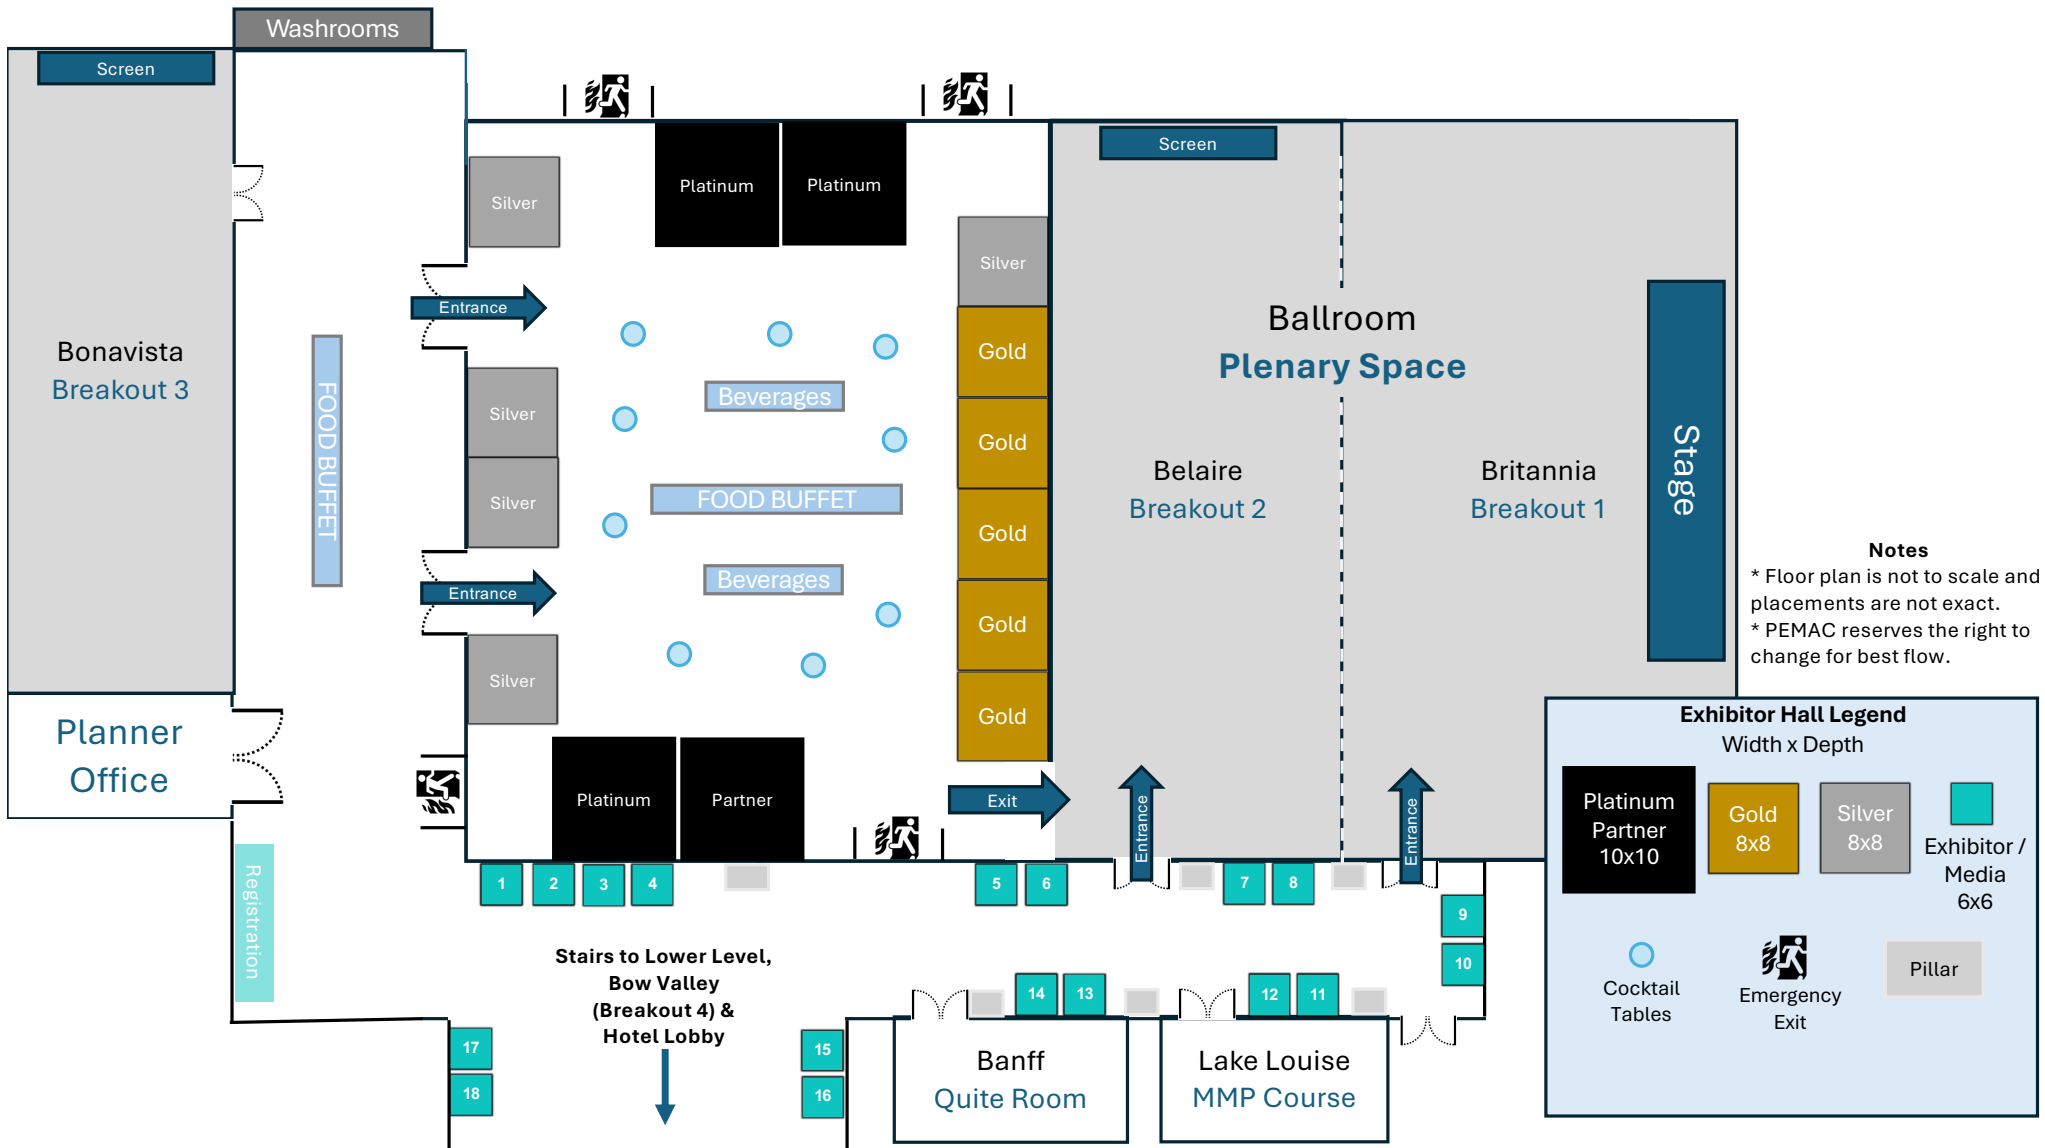 Washrooms
Screen
Screen
Platinum
Platinum
Silver
Silver
Entrance
Ballroom
Plenary Space
Bonavista
Breakout 3
FOOD BUFFET
Gold
Beverages
Silver
Gold
Stage
Belaire
Breakout 2
Britannia
Breakout 1
Silver
FOOD BUFFET
Gold
Entrance
Beverages
Gold
Silver
Gold
Notes
* Floor plan is not to scale and
placements are not exact.
* PEMAC reserves the right to
change for best flow.
Planner
Office
Platinum
Partner
Exit
Entrance
Entrance
Exhibitor Hall Legend
Width x Depth
Platinum
Partner
10x10
Gold
8x8
Silver
8x8
Exhibitor /
Media
6x6
Cocktail
Tables
Emergency
Exit
Pillar
Registration
1
2
3
4
5
6
7
8
9
10
Stairs to Lower Level,
Bow Valley
(Breakout 4) &
Hotel Lobby
14
13
12
11
17
18
15
16
Banff
Quite Room
Lake Louise
MMP Course